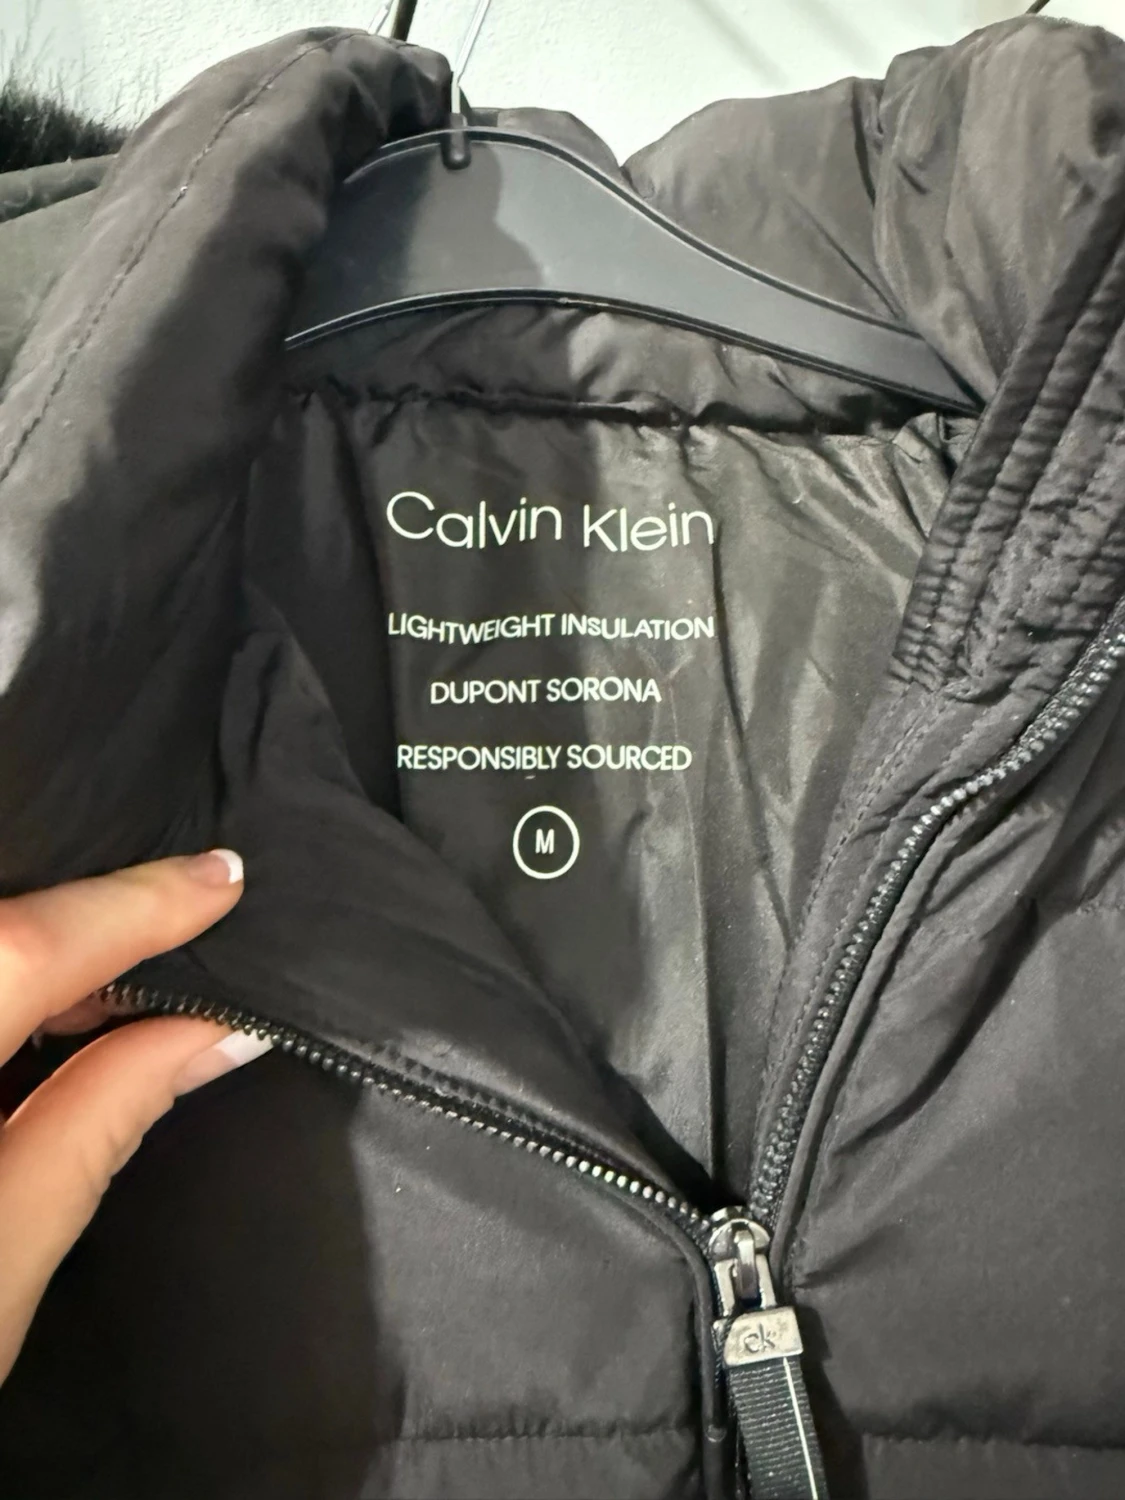 Calvin Klein
LIGHTWEIGHT INSULATION
DUPONT SORONA
RESPONSIBLY SOURCED
M
ck